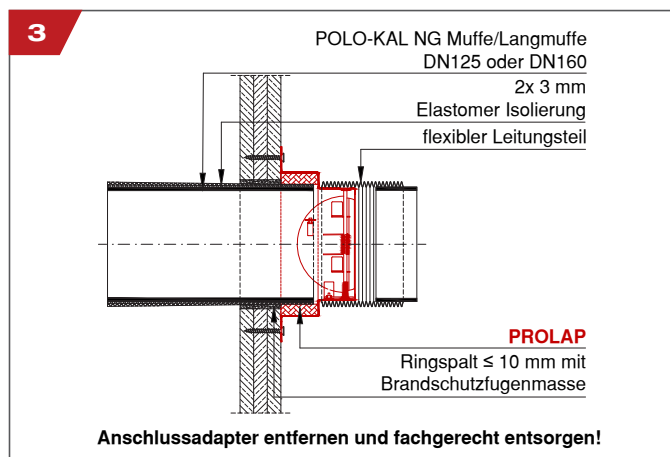 3
POLO-KAL NG Muffe/Langmuffe
DN125 oder DN160
2x 3 mm
Elastomer Isolierung
flexibler Leitungsteil
PROLAP
Ringspalt ≤ 10 mm mit
Brandschutzfugenmasse
Anschlussadapter entfernen und fachgerecht entsorgen!